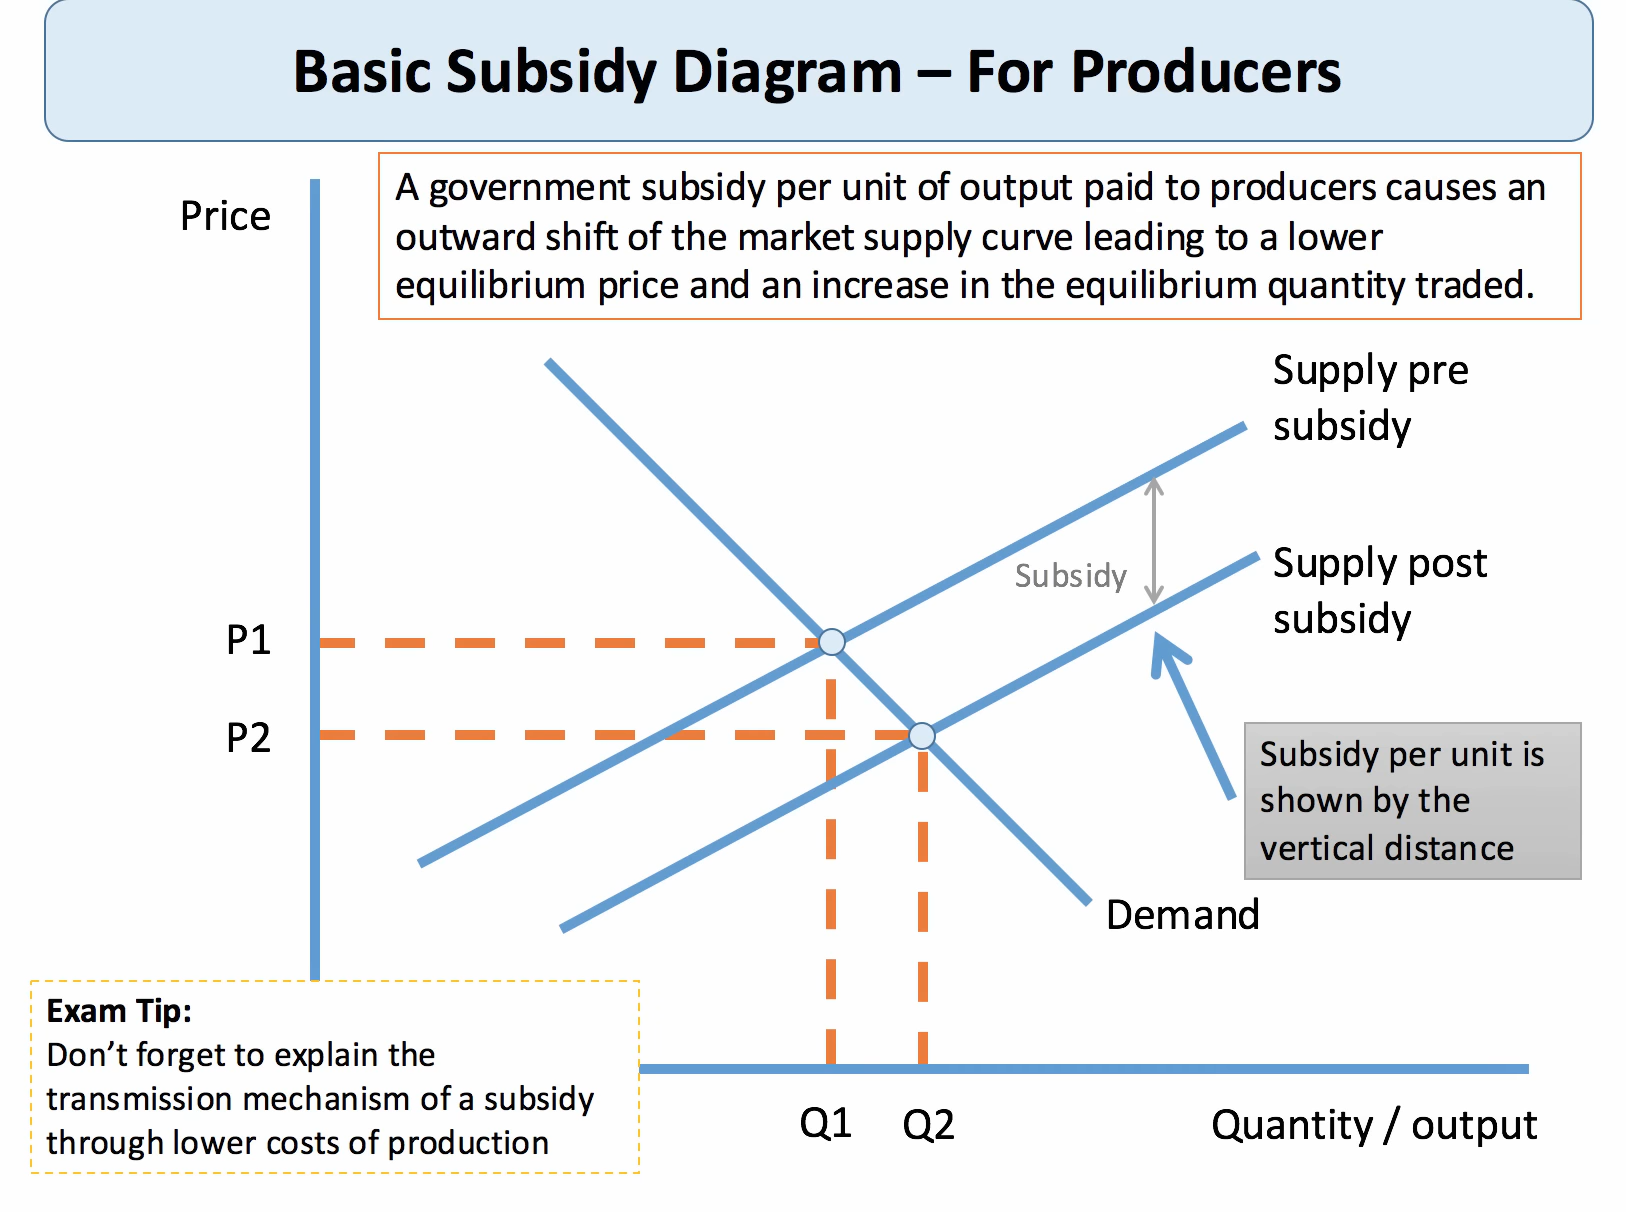 Basic Subsidy Diagram – For Producers
A government subsidy per unit of output paid to producers causes an
outward shift of the market supply curve leading to a lower
equilibrium price and an increase in the equilibrium quantity traded.
Price
Supply pre
subsidy
Subsidy
Supply post
subsidy
P1
P2
Subsidy per unit is
shown by the
vertical distance
Demand
Exam Tip:
Don’t forget to explain the
transmission mechanism of a subsidy
through lower costs of production
Q1
Q2
Quantity / output